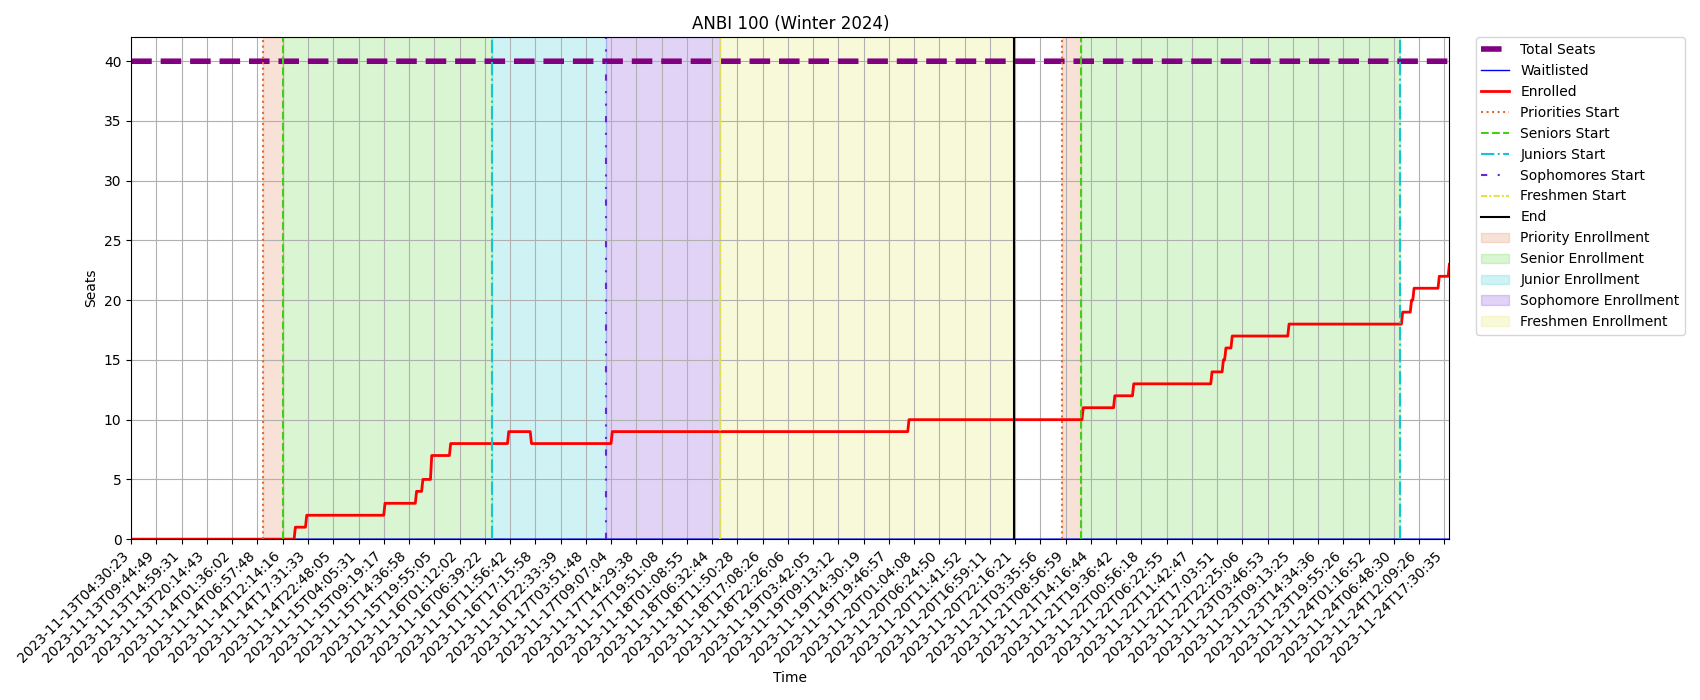 ANBI 100 (Winter 2024)
Seats
40
35
30
25
20
15
10
5
0
2023-11-13T04:30:23
2023-11-13T09:44:49
2023-11-13T14:59:31
2023-11-13T20:14:43
2023-11-14T01:36:02
2023-11-14T06:57:48
2023-11-14T12:14:16
2023-11-14T17:31:33
2023-11-14T22:48:05
2023-11-15T04:05:31
2023-11-15T09:19:17
2023-11-15T14:36:58
2023-11-15T19:55:05
2023-11-16T01:12:02
2023-11-16T06:39:22
2023-11-16T11:56:42
2023-11-16T17:15:58
2023-11-16T22:33:39
2023-11-17T03:51:48
2023-11-17T09:07:04
2023-11-17T14:29:38
2023-11-17T19:51:08
2023-11-18T01:08:55
2023-11-18T06:32:44
2023-11-18T11:50:28
2023-11-18T17:08:26
2023-11-18T22:26:06
2023-11-19T03:42:05
2023-11-19T09:13:12
2023-11-19T14:30:19
2023-11-19T19:46:57
2023-11-20T01:04:08
2023-11-20T06:24:50
2023-11-20T11:41:52
2023-11-20T16:59:11
2023-11-20T22:16:21
2023-11-21T03:35:56
2023-11-21T08:56:59
2023-11-21T14:16:44
2023-11-21T19:36:42
2023-11-22T00:56:18
2023-11-22T06:22:55
2023-11-22T11:42:47
2023-11-22T17:03:51
2023-11-22T22:25:06
2023-11-23T03:46:53
2023-11-23T09:13:25
2023-11-23T14:34:36
2023-11-23T19:55:26
2023-11-24T01:16:52
2023-11-24T06:48:30
2023-11-24T12:09:26
2023-11-24T17:30:35
Time
Total Seats
Waitlisted
Enrolled
Priorities Start
Seniors Start
Juniors Start
Sophomores Start
Freshmen Start
End
Priority Enrollment
Senior Enrollment
Junior Enrollment
Sophomore Enrollment
Freshmen Enrollment